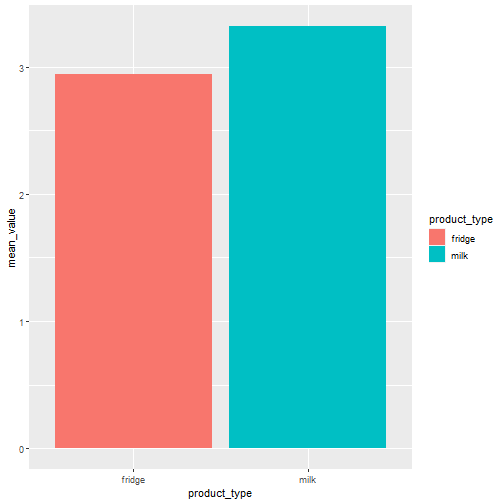 mean_value
3
2
1
0
fridge
milk
product_type
product_type
fridge
milk